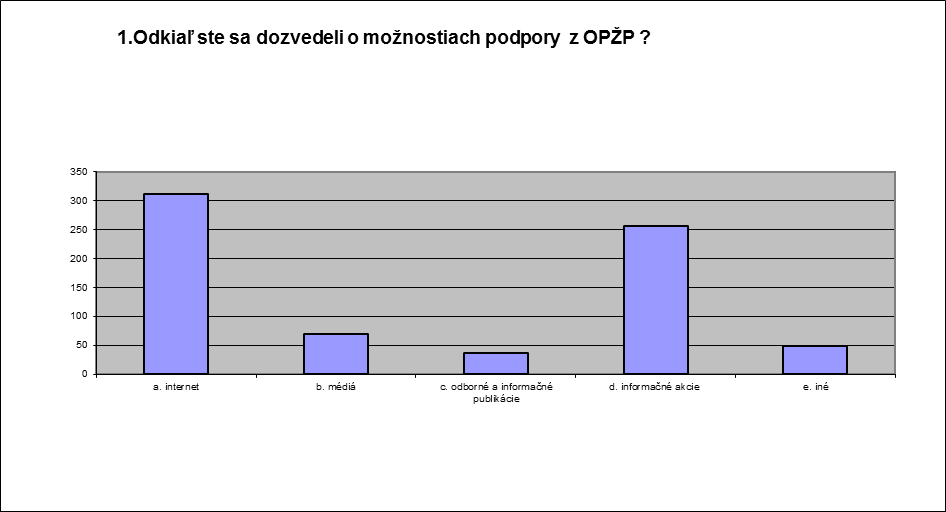 1.Odkiaľ ste sa dozvedeli o možnostiach podpory z OPŽP ?
350
300
250
200
150
100
50
0
a. internet
b. médiá
c. odborné a informačné
publikácie
d. informačné akcie
e. iné